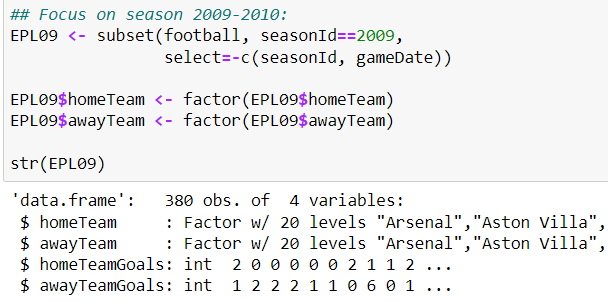 ## Focus on season 2009-2010:
EPL09 <- subset(football, seasonId==2009,
                select=-c(seasonId, gameDate))

EPL09$homeTeam <- factor(EPL09$homeTeam)
EPL09$awayTeam <- factor(EPL09$awayTeam)

str(EPL09)
'data.frame':   380 obs. of  4 variables:
 $ homeTeam     : Factor w/ 20 levels "Arsenal","Aston Villa",
 $ awayTeam     : Factor w/ 20 levels "Arsenal","Aston Villa",
 $ homeTeamGoals: int  2 0 0 0 0 0 2 1 1 2 ...
 $ awayTeamGoals: int  1 2 2 2 1 1 0 6 0 1 ...